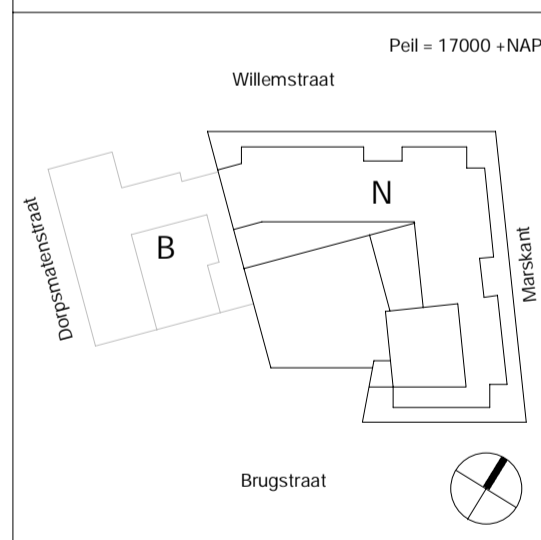 Peil = 17000 +NAP
Willemstraat
N
B
Dorpsmatenstraat
Marskant
Brugstraat